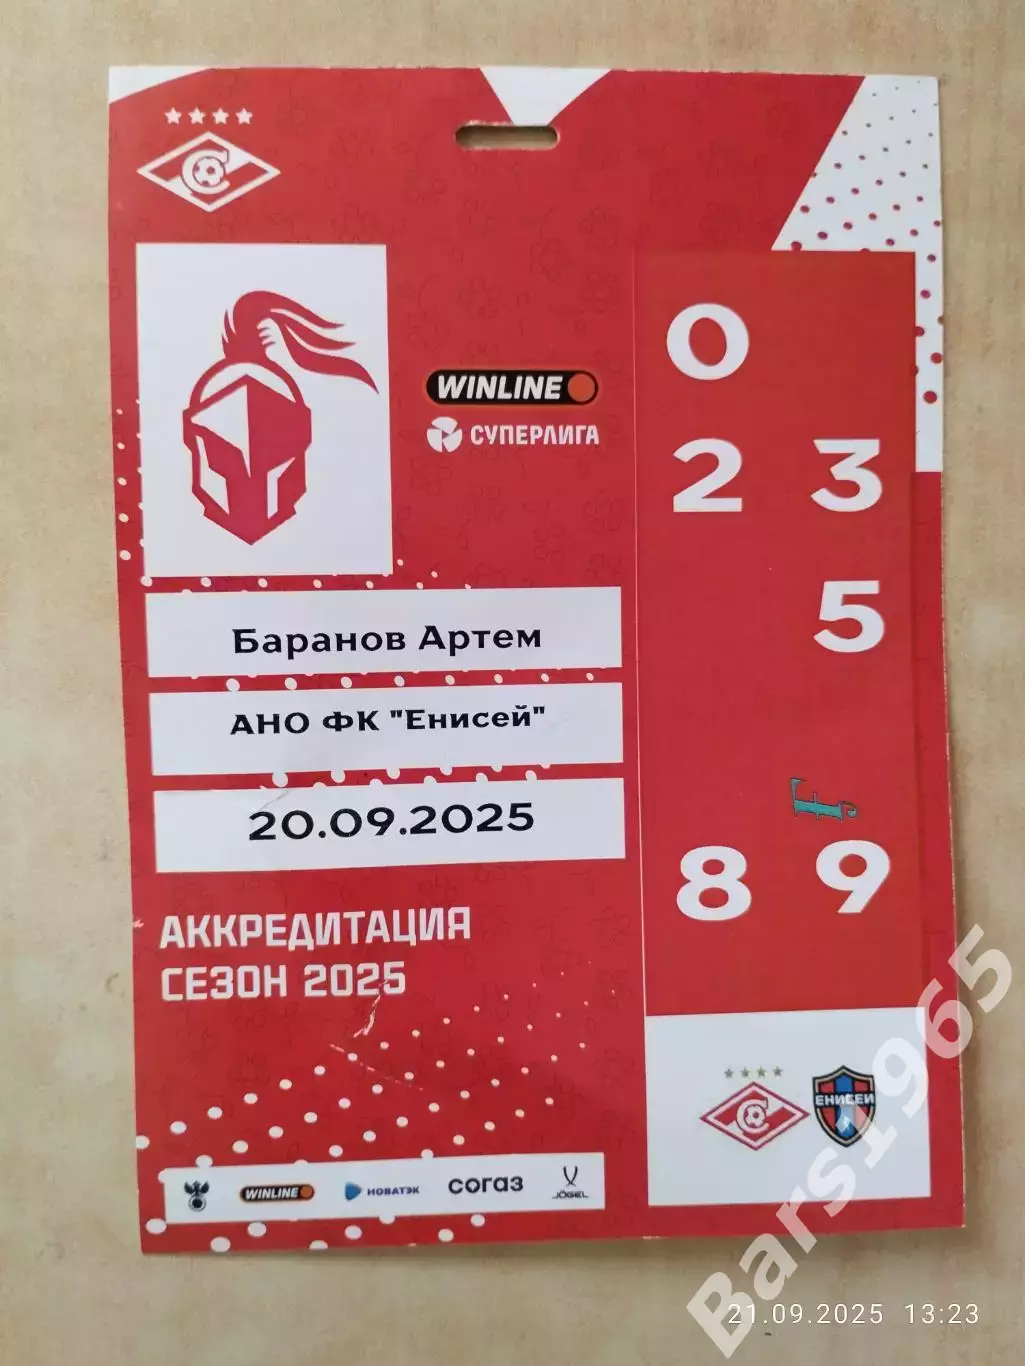 WINLINE
СУПЕРЛИГА
0
2 3
5
8 9
Баранов Артем
АНО ФК "Енисей"
20.09.2025
АККРЕДИТАЦИЯ
СЕЗОН 2025
ЕНИСЕЙ
WINLINE НОВАТЭК согаз JÖGEL
Bars1965
21.09.2025 13:23